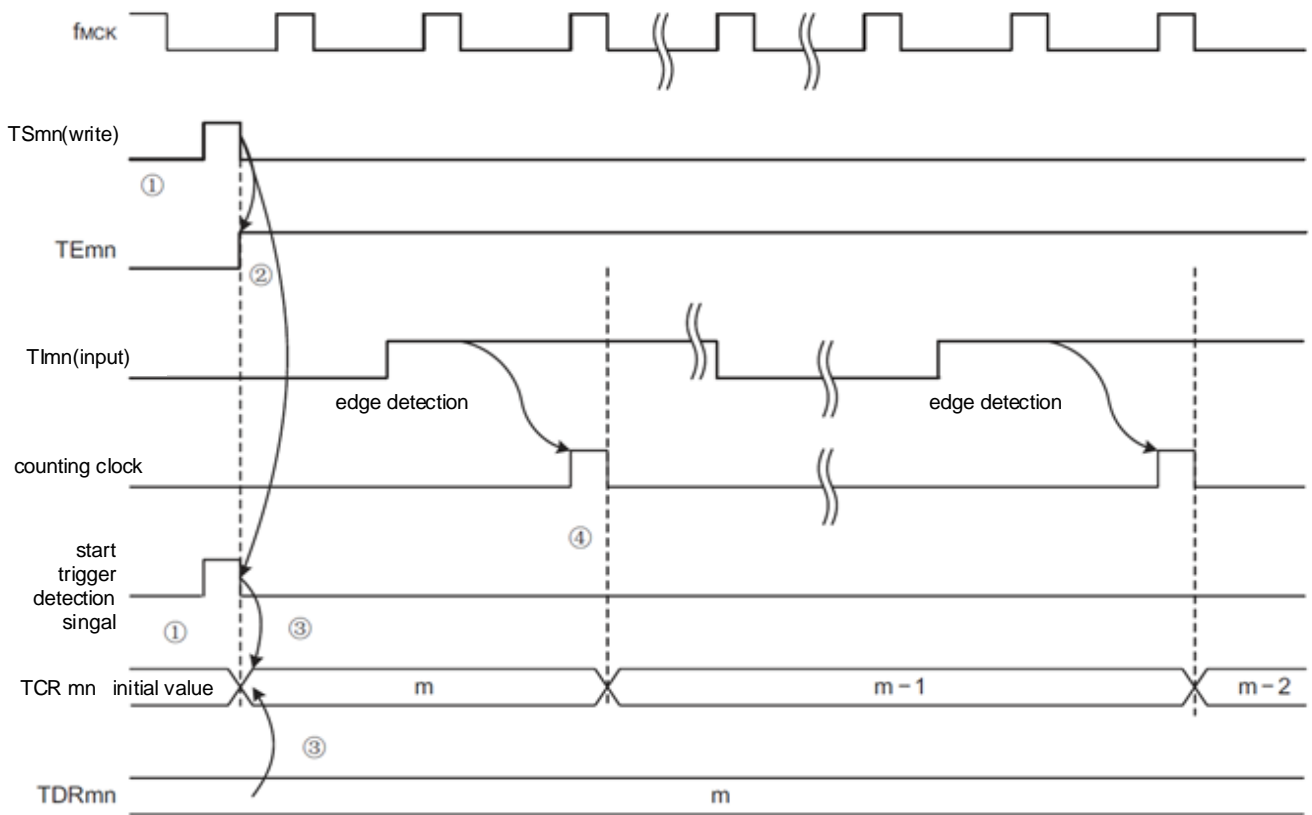 fMCK
TSmn(write)
①
TEmn
②
TImn(input)
edge detection
edge detection
counting clock
④
start
trigger
detection
singal
①
③
TCR mn initial value
m
m－1
m－2
③
TDRmn
m